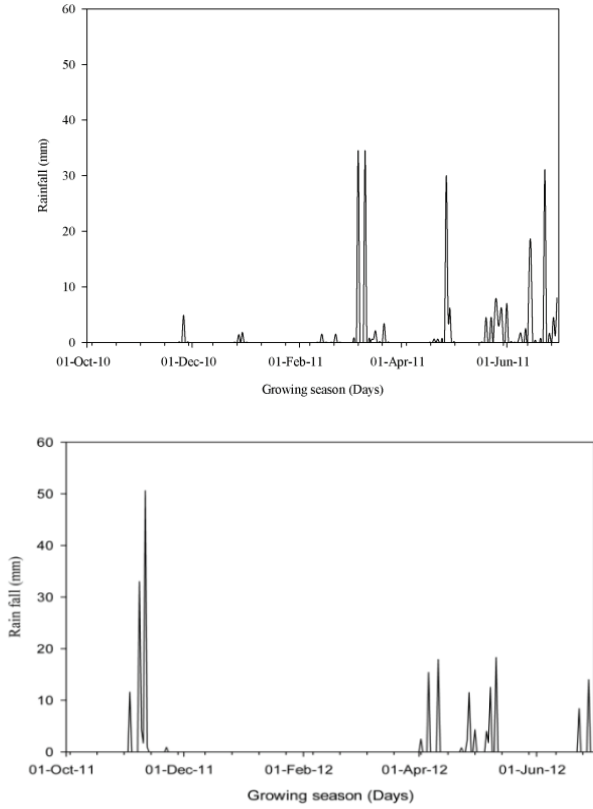 60
50
40
30
20
10
0
Rainfall (mm)
01-Oct-10 01-Dec-10 01-Feb-11 01-Apr-11 01-Jun-11
Growing season (Days)
60
50
40
30
20
10
0
Rain fall (mm)
01-Oct-11 01-Dec-11 01-Feb-12 01-Apr-12 01-Jun-12
Growing season (Days)